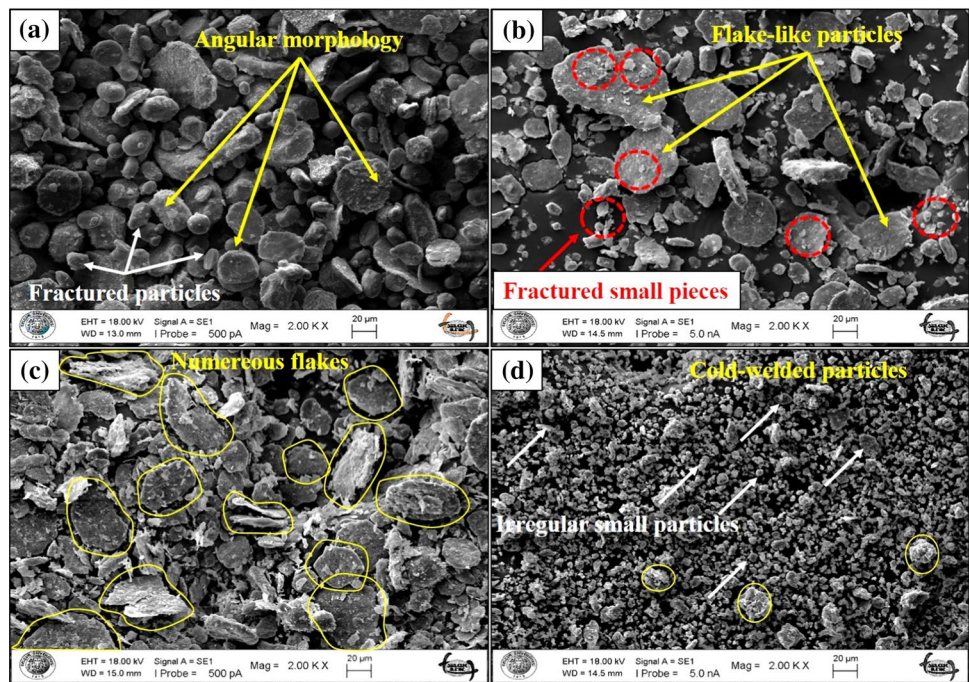 (a)
Angular morphology
Fractured particles
EHT = 18.00 kV Signal A = SE1 Mag = 2.00 K X 20 µm
WD = 13.0 mm I Probe = 500 pA
(b)
Flake-like particles
Fractured small pieces
EHT = 18.00 kV Signal A = SE1 Mag = 2.00 K X 20 µm
WD = 14.5 mm I Probe = 5.0 nA
(c)
Numereous flakes
EHT = 18.00 kV Signal A = SE1 Mag = 2.00 K X 20 µm
WD = 15.0 mm I Probe = 500 pA
(d)
Cold-welded particles
Irregular small particles
EHT = 18.00 kV Signal A = SE1 Mag = 2.00 K X 20 µm
WD = 14.5 mm I Probe = 5.0 nA